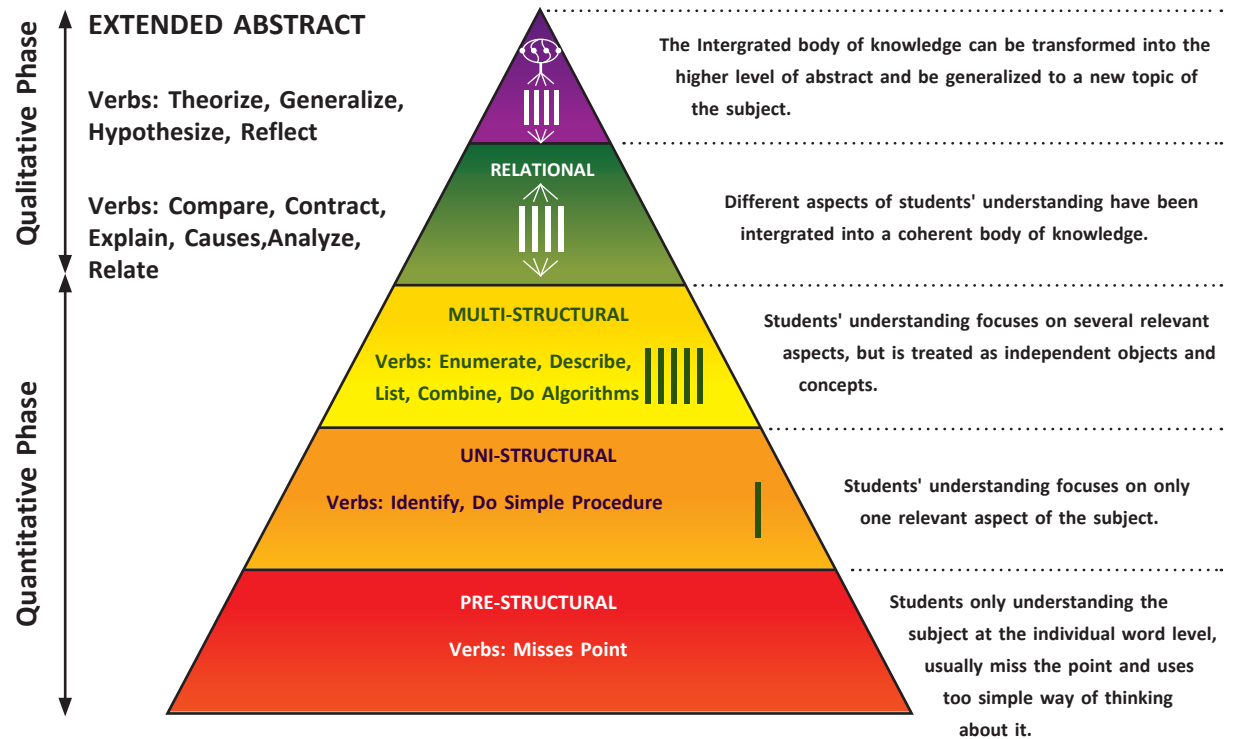 Qualitative Phase
EXTENDED ABSTRACT
Verbs: Theorize, Generalize,
Hypothesize, Reflect
The Intergrated body of knowledge can be transformed into the
higher level of abstract and be generalized to a new topic of
the subject.
Verbs: Compare, Contract,
Explain, Causes,Analyze,
Relate
RELATIONAL
Different aspects of students' understanding have been
intergrated into a coherent body of knowledge.
Quantitative Phase
MULTI-STRUCTURAL
Verbs: Enumerate, Describe,
List, Combine, Do Algorithms
Students' understanding focuses on several relevant
aspects, but is treated as independent objects and
concepts.
UNI-STRUCTURAL
Verbs: Identify, Do Simple Procedure
Students' understanding focuses on only
one relevant aspect of the subject.
PRE-STRUCTURAL
Verbs: Misses Point
Students only understanding the
subject at the individual word level,
usually miss the point and uses
too simple way of thinking
about it.